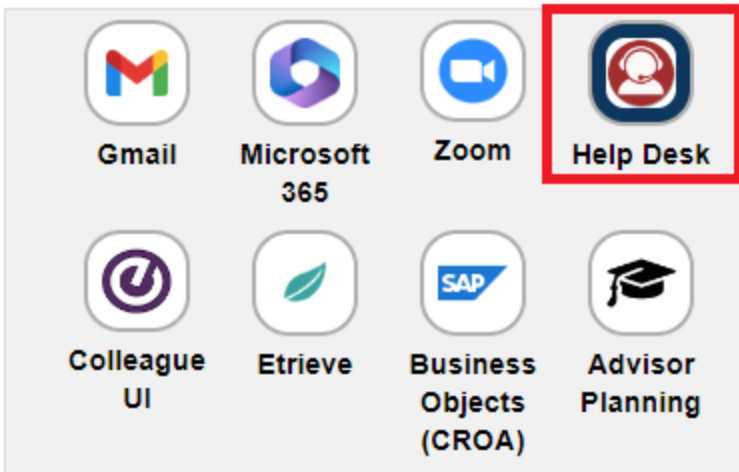 Gmail
Microsoft
365
Zoom
Help Desk
Colleague
UI
Etrieve
SAP
Business
Objects
(CROA)
Advisor
Planning